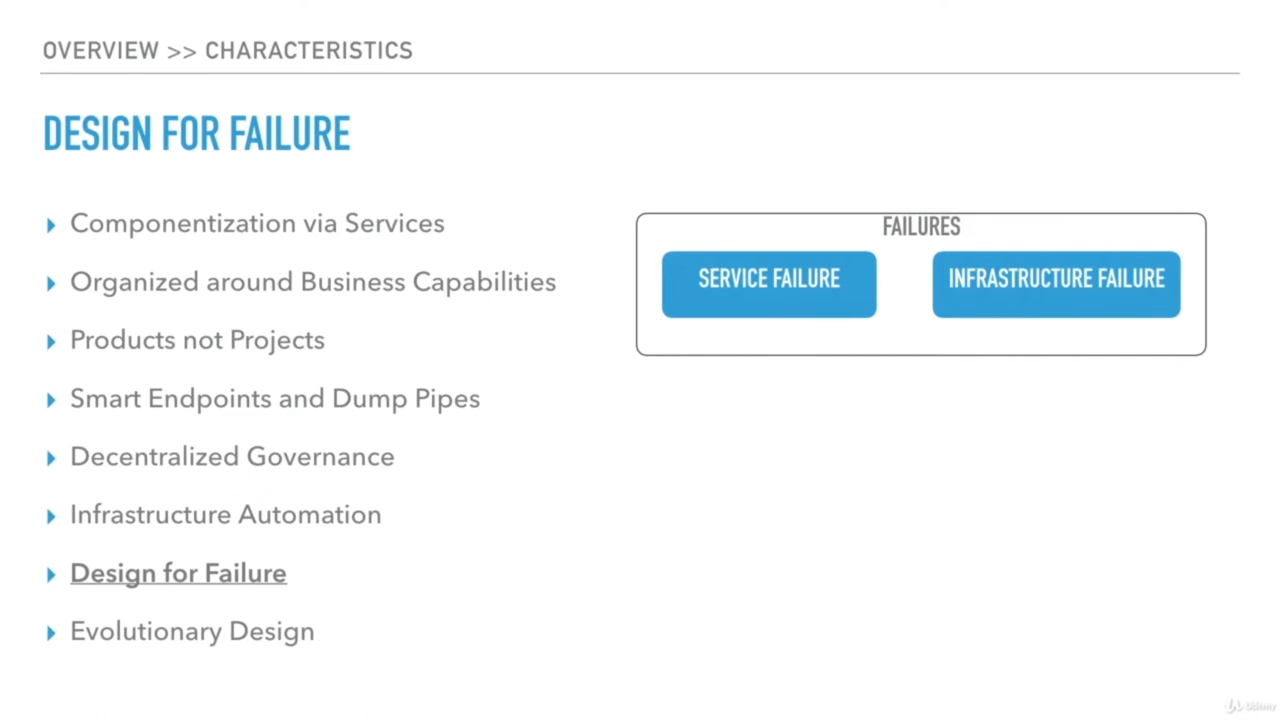 OVERVIEW >> CHARACTERISTICS
DESIGN FOR FAILURE
Componentization via Services
Organized around Business Capabilities
Products not Projects
Smart Endpoints and Dump Pipes
Decentralized Governance
Infrastructure Automation
Design for Failure
Evolutionary Design
FAILURES
SERVICE FAILURE
INFRASTRUCTURE FAILURE
Udemy